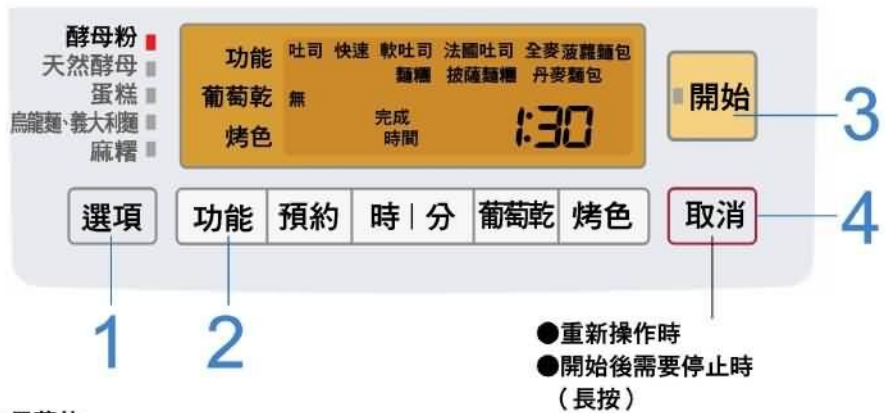 酵母粉
天然酵母
蛋糕
烏龍麵、義大利麵
麻糬
功能 吐司 快速 軟吐司 法國吐司 全麥菠蘿麵包
麵糰 披薩麵糰 丹麥麵包
葡萄乾 無
烤色 完成時間 1:30
開始
3
選項 功能 預約 時|分 葡萄乾 烤色 取消
4
1 2
●重新操作時
●開始後需要停止時
(長按)